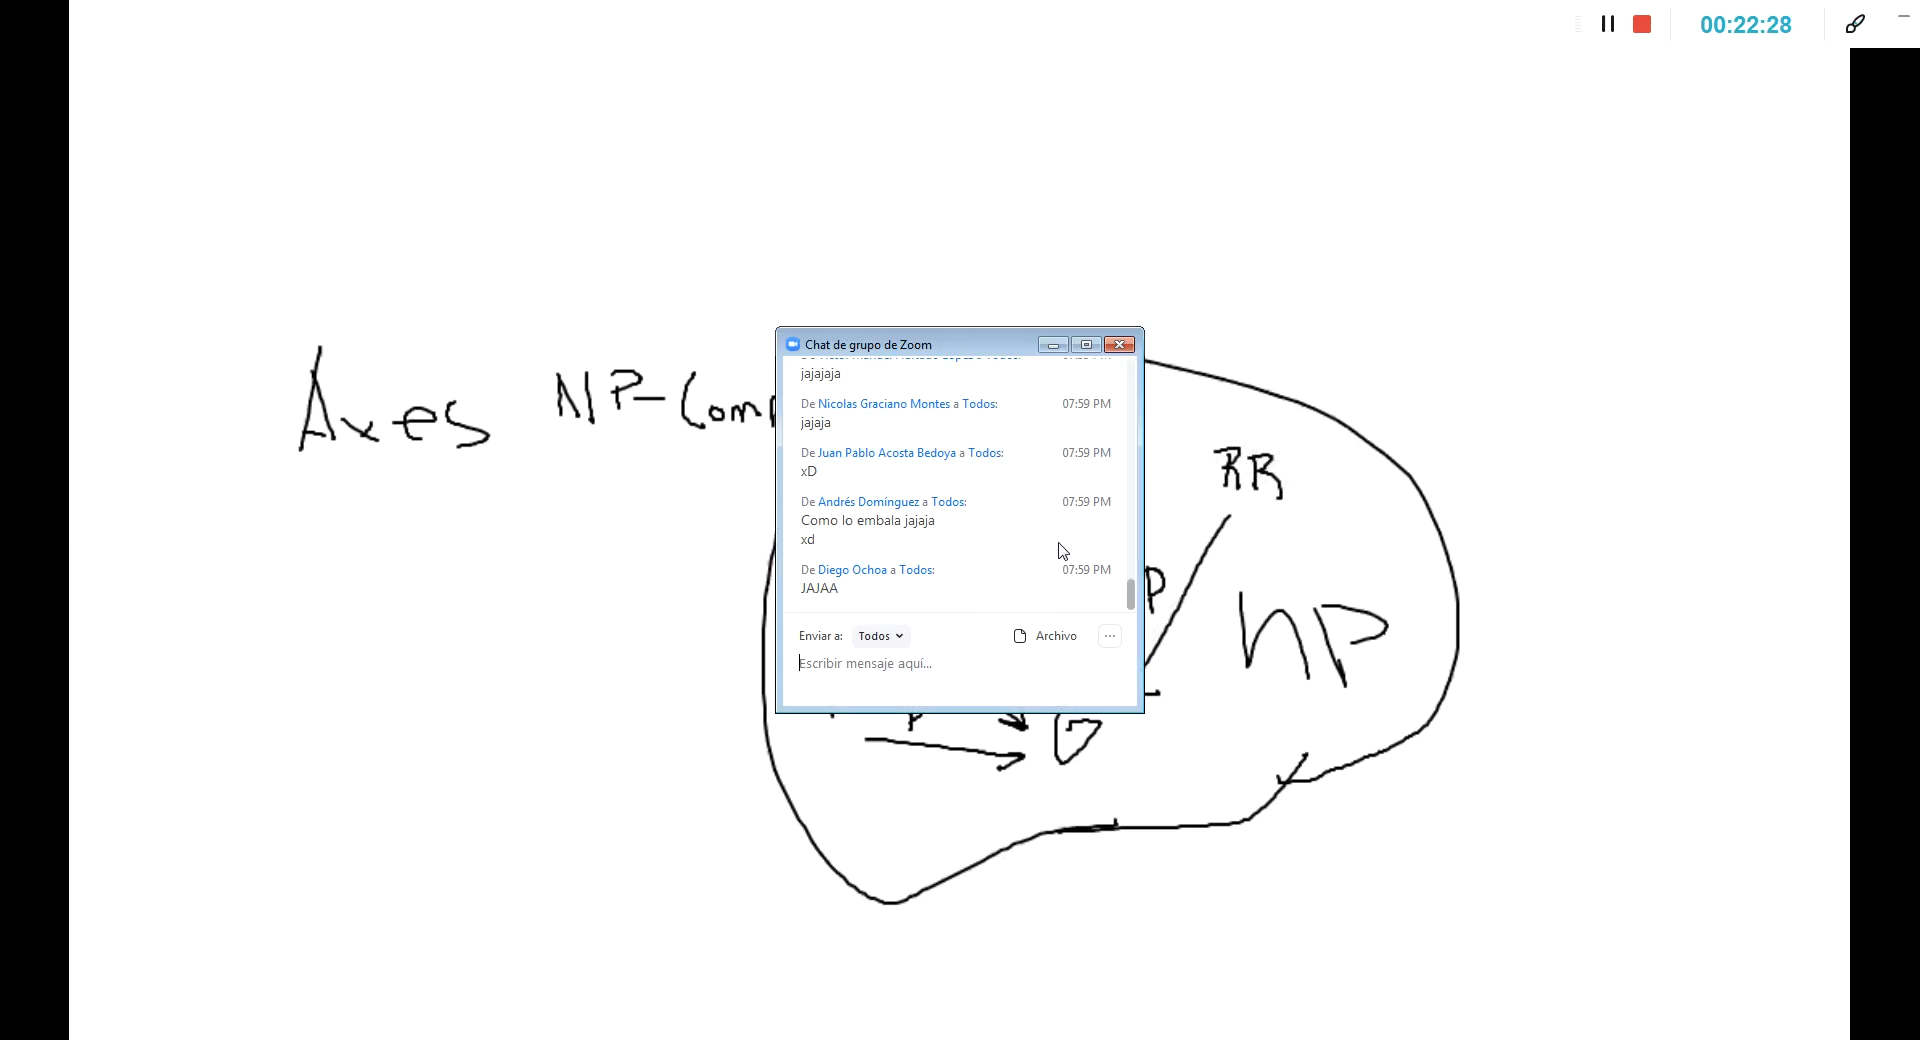 00:22:28
Chat de grupo de Zoom
jajajaja
De Nicolas Graciano Montes a Todos: 07:59 PM
jajaja
De Juan Pablo Acosta Bedoya a Todos: 07:59 PM
xD
De Andrés Domínguez a Todos: 07:59 PM
Como lo embala jajaja
xd
De Diego Ochoa a Todos: 07:59 PM
JAJAA
Enviar a: Todos Archivo
Escribir mensaje aquí...
Axes NP-Com
RR
p
np